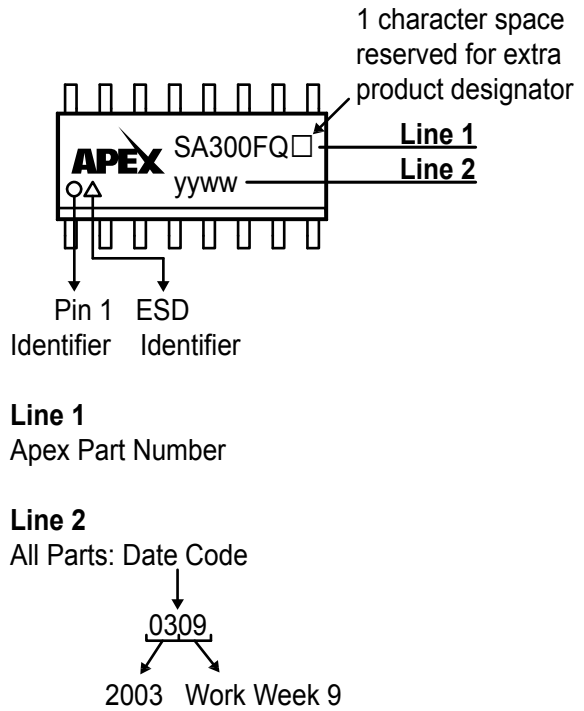 1 character space
reserved for extra
product designator
APEX
SA300FQ□
Line 1
yyww
Line 2
Pin 1
Identifier
ESD
Identifier
Line 1
Apex Part Number
Line 2
All Parts: Date Code
0309
2003
Work Week 9